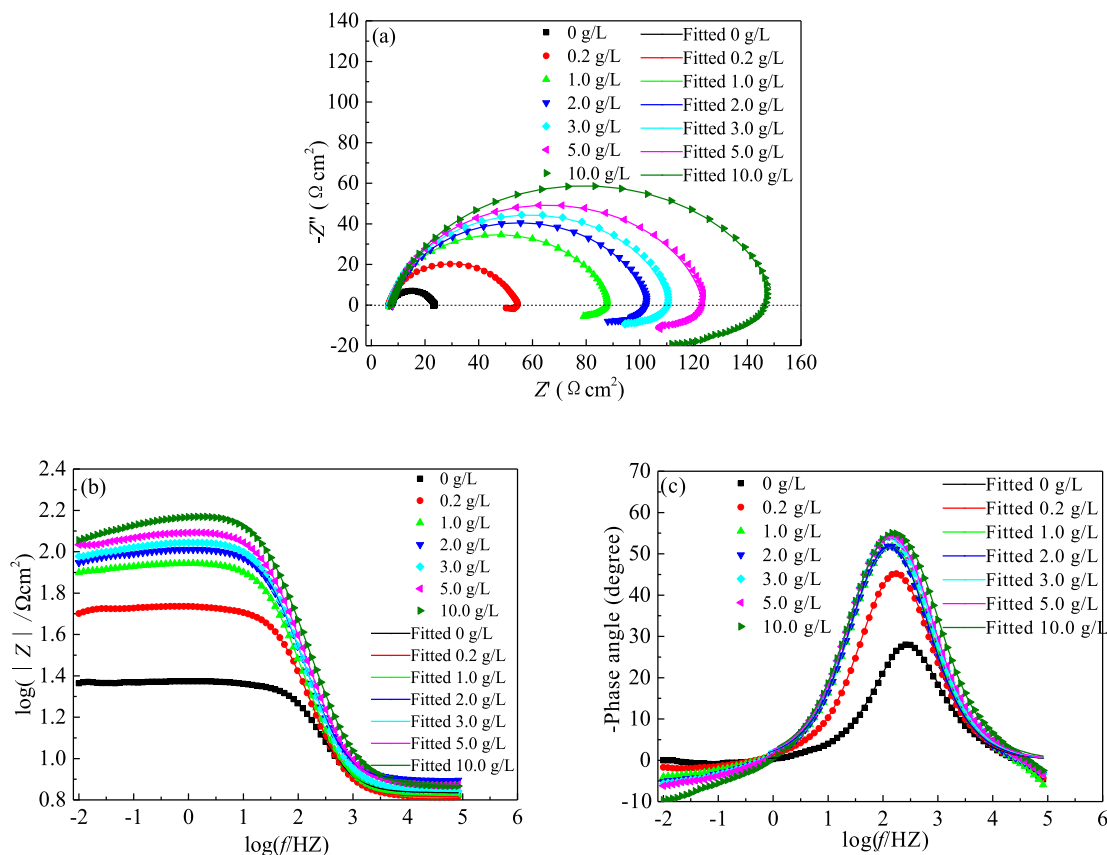 (a)
140
120
100
80
60
40
20
0
-20
-Z'' (Ω cm²)
0 g/L
0.2 g/L
1.0 g/L
2.0 g/L
3.0 g/L
5.0 g/L
10.0 g/L
Fitted 0 g/L
Fitted 0.2 g/L
Fitted 1.0 g/L
Fitted 2.0 g/L
Fitted 3.0 g/L
Fitted 5.0 g/L
Fitted 10.0 g/L
0 20 40 60 80 100 120 140 160
Z' (Ω cm²)
(b)
2.4
2.2
2.0
1.8
1.6
1.4
1.2
1.0
0.8
log(|Z|/Ωcm²)
0 g/L
0.2 g/L
1.0 g/L
2.0 g/L
3.0 g/L
5.0 g/L
10.0 g/L
Fitted 0 g/L
Fitted 0.2 g/L
Fitted 1.0 g/L
Fitted 2.0 g/L
Fitted 3.0 g/L
Fitted 5.0 g/L
Fitted 10.0 g/L
-2 -1 0 1 2 3 4 5 6
log(f/HZ)
(c)
70
60
50
40
30
20
10
0
-10
-Phase angle (degree)
0 g/L
0.2 g/L
1.0 g/L
2.0 g/L
3.0 g/L
5.0 g/L
10.0 g/L
Fitted 0 g/L
Fitted 0.2 g/L
Fitted 1.0 g/L
Fitted 2.0 g/L
Fitted 3.0 g/L
Fitted 5.0 g/L
Fitted 10.0 g/L
-2 -1 0 1 2 3 4 5 6
log(f/HZ)